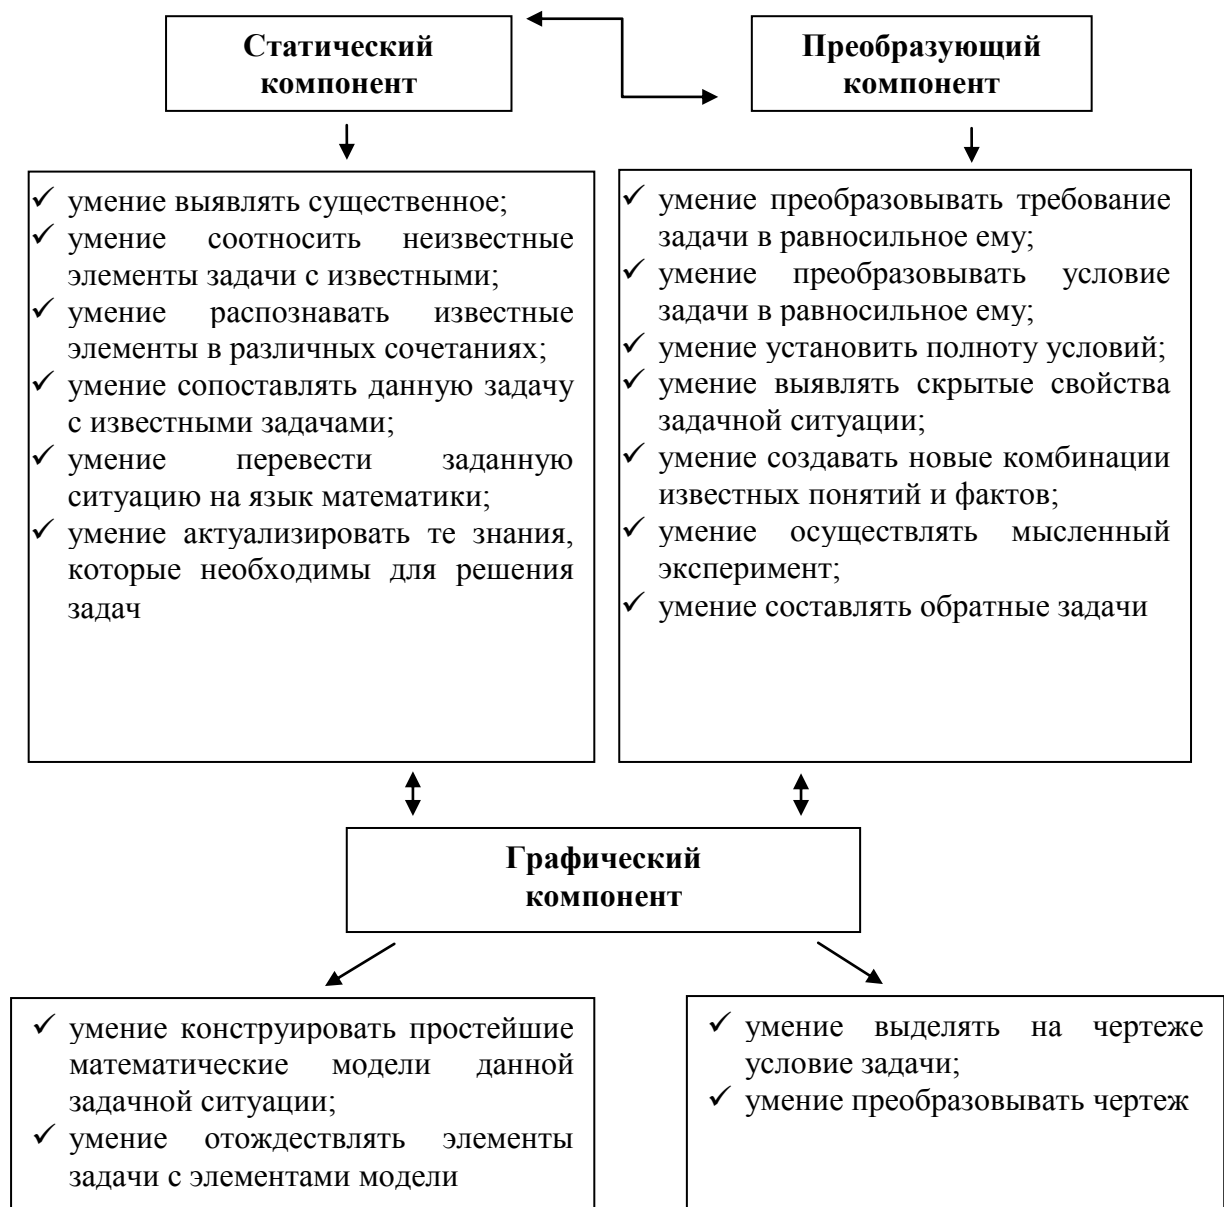 Статический
компонент
Преобразующий
компонент
✓ умение выявлять существенное;
✓ умение соотносить неизвестные
элементы задачи с известными;
✓ умение распознавать известные
элементы в различных сочетаниях;
✓ умение сопоставлять данную задачу
с известными задачами;
✓ умение перевести заданную
ситуацию на язык математики;
✓ умение актуализировать те знания,
которые необходимы для решения
задач
✓ умение преобразовывать требование
задачи в равносильное ему;
✓ умение преобразовывать условие
задачи в равносильное ему;
✓ умение установить полноту условий;
✓ умение выявлять скрытые свойства
задачной ситуации;
✓ умение создавать новые комбинации
известных понятий и фактов;
✓ умение осуществлять мысленный
эксперимент;
✓ умение составлять обратные задачи
Графический
компонент
✓ умение конструировать простейшие
математические модели данной
задачной ситуации;
✓ умение отождествлять элементы
задачи с элементами модели
✓ умение выделять на чертеже
условие задачи;
✓ умение преобразовывать чертеж